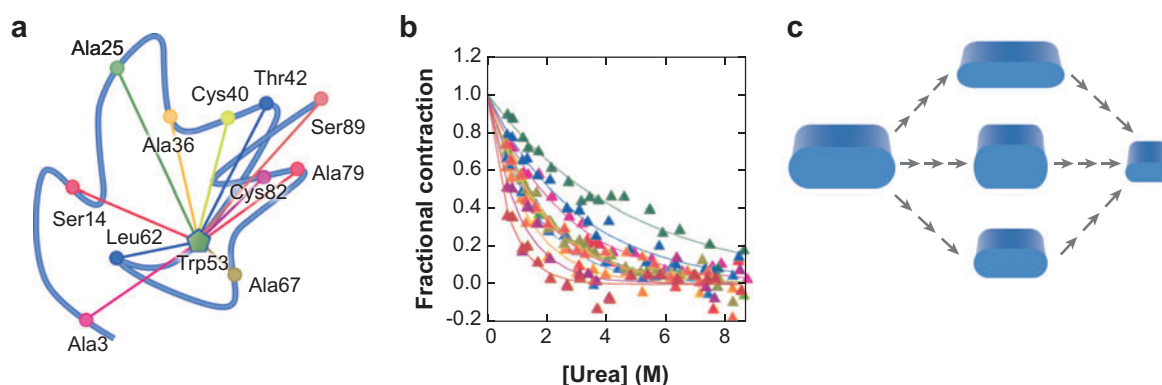 a
Ala25
Cys40
Thr42
Ala36
Ser89
Cys82
Ala79
Ser14
Leu62
Trp53
Ala67
Ala3
b
Fractional contraction
1.2
1.0
0.8
0.6
0.4
0.2
0.0
-0.2
0 2 4 6 8
[Urea] (M)
c